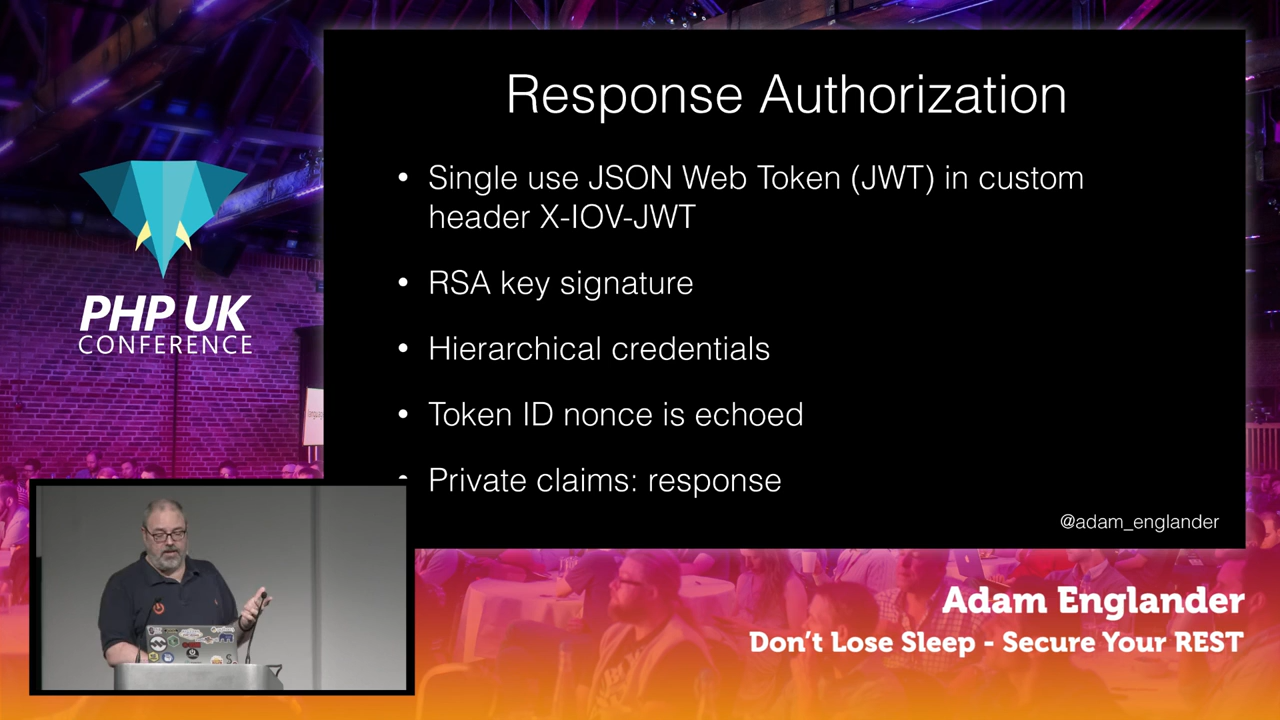 Response Authorization
• Single use JSON Web Token (JWT) in custom
header X-IOV-JWT
• RSA key signature
• Hierarchical credentials
• Token ID nonce is echoed
• Private claims: response
@adam_englander
PHP UK
CONFERENCE
Adam Englander
Don't Lose Sleep - Secure Your REST